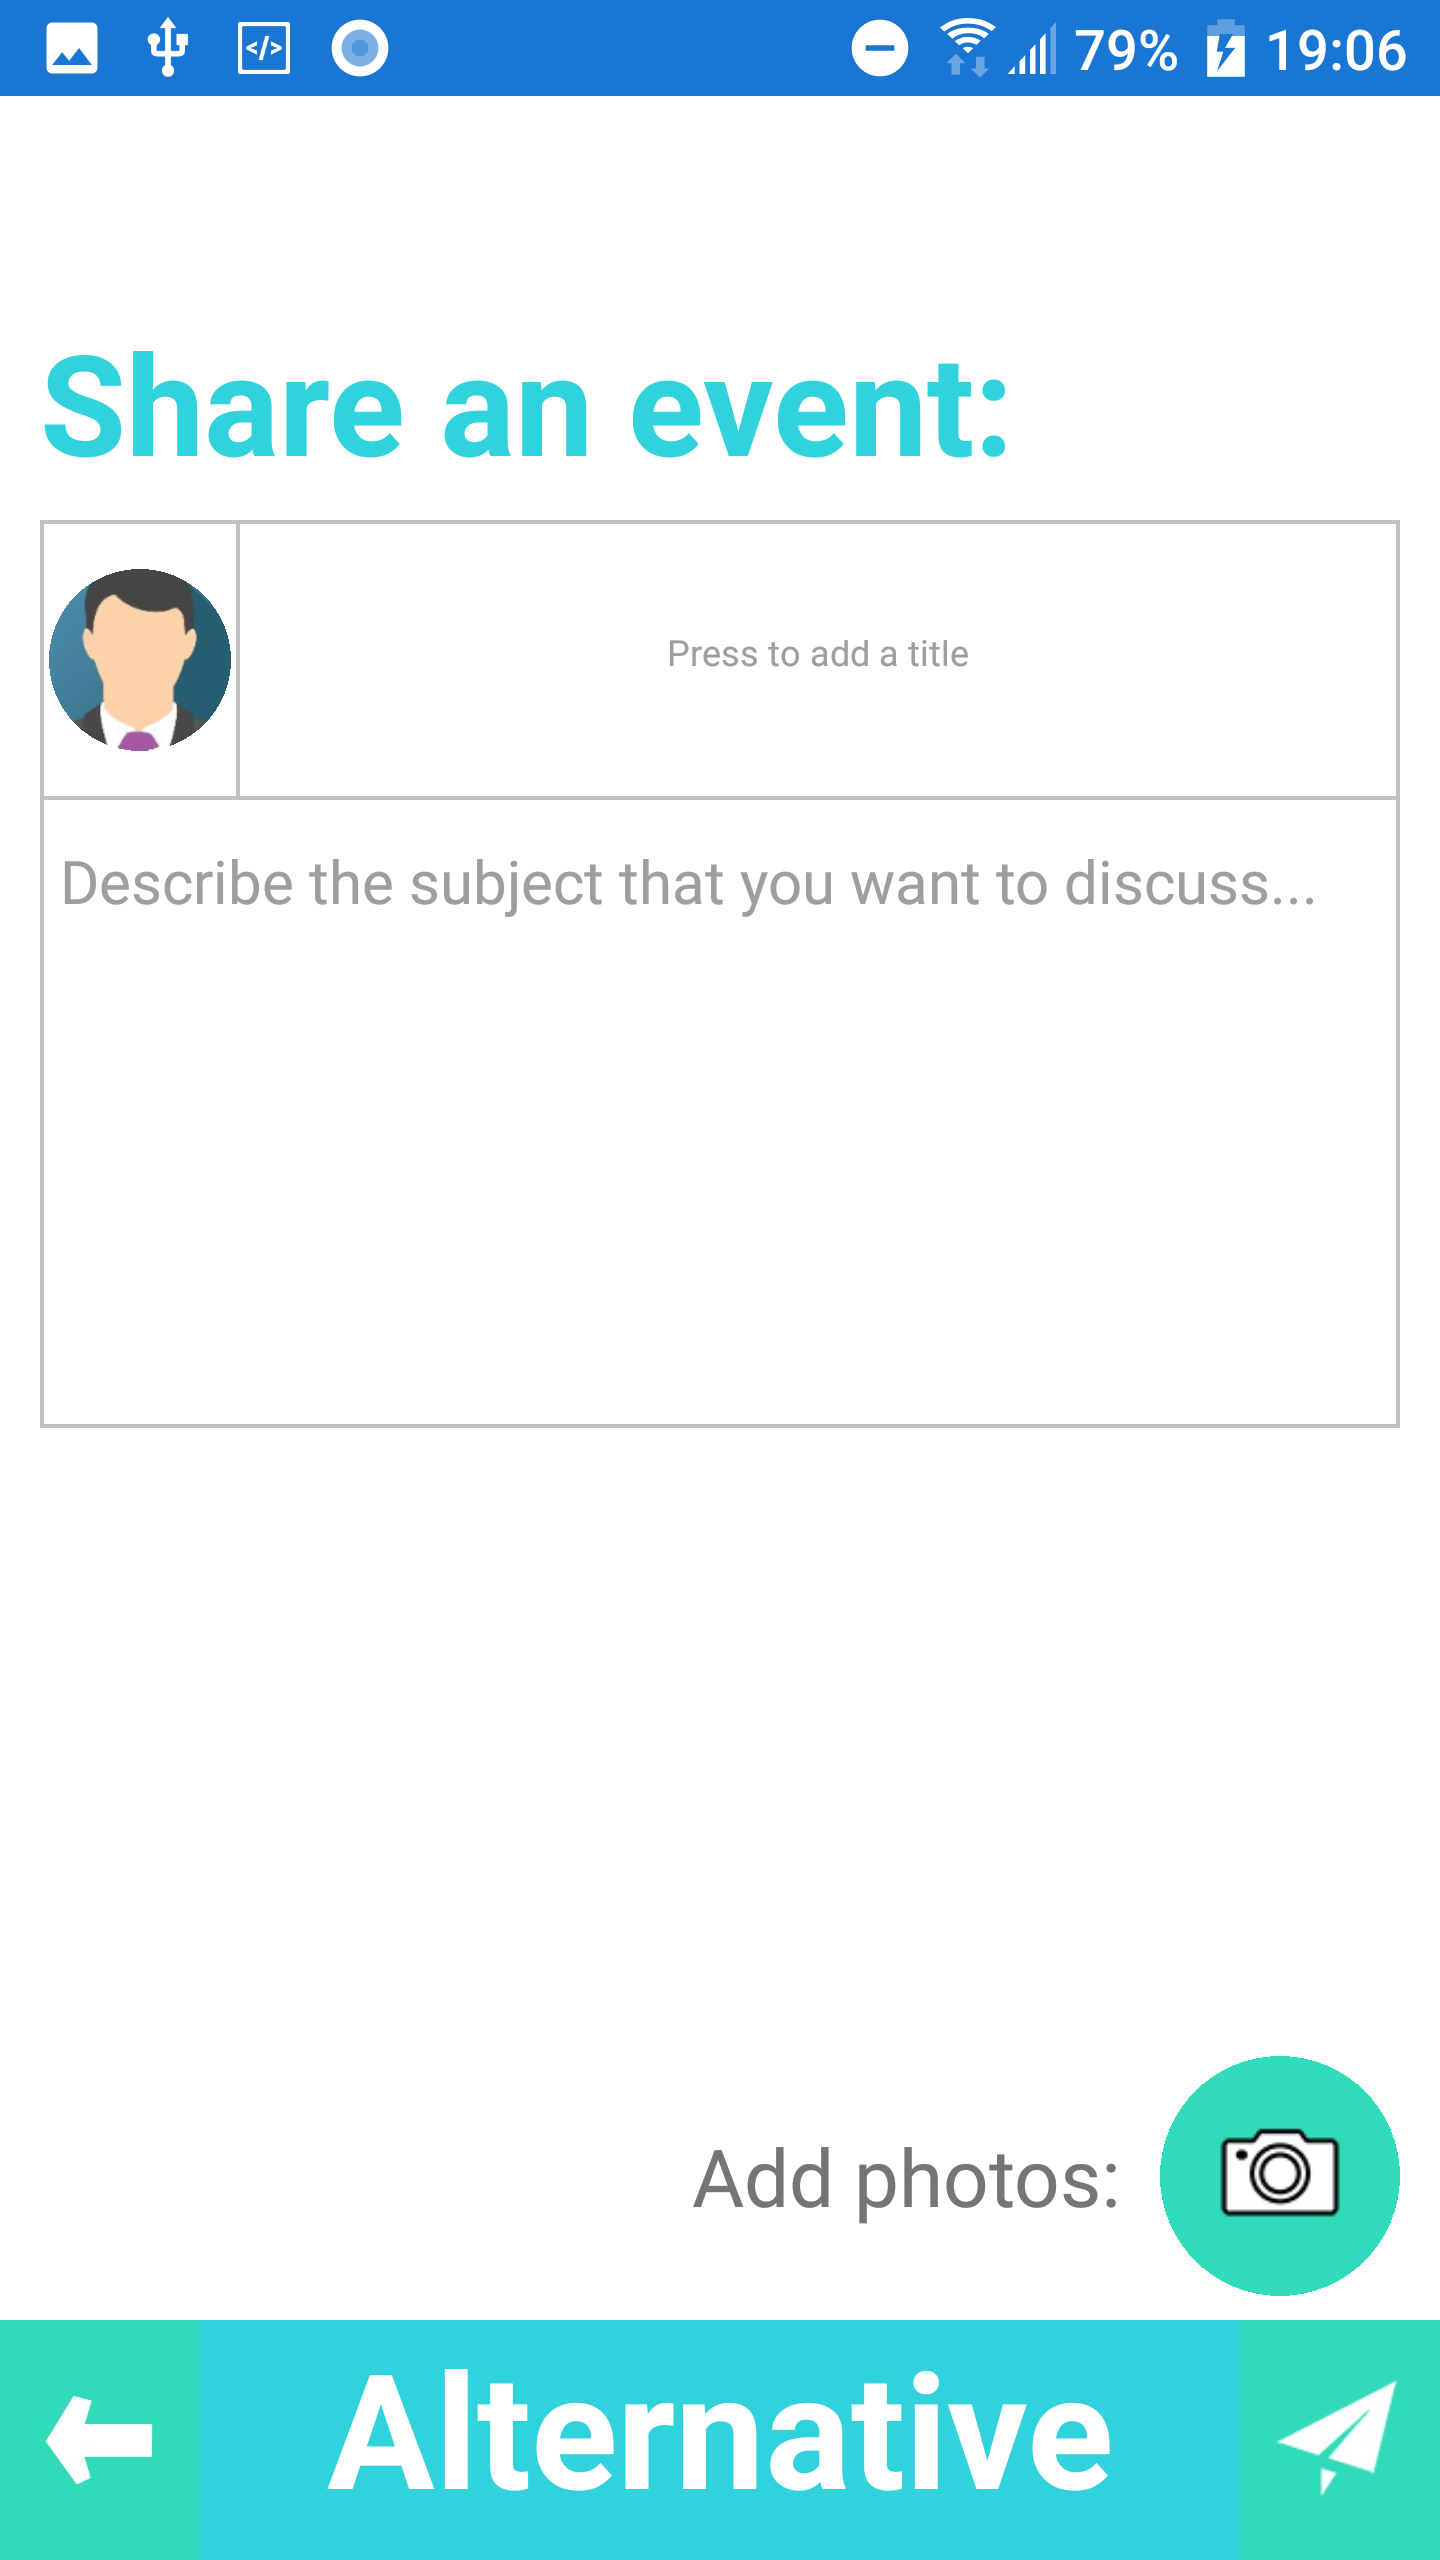 79% 19:06
Share an event:
Press to add a title
Describe the subject that you want to discuss...
Add photos:
Alternative